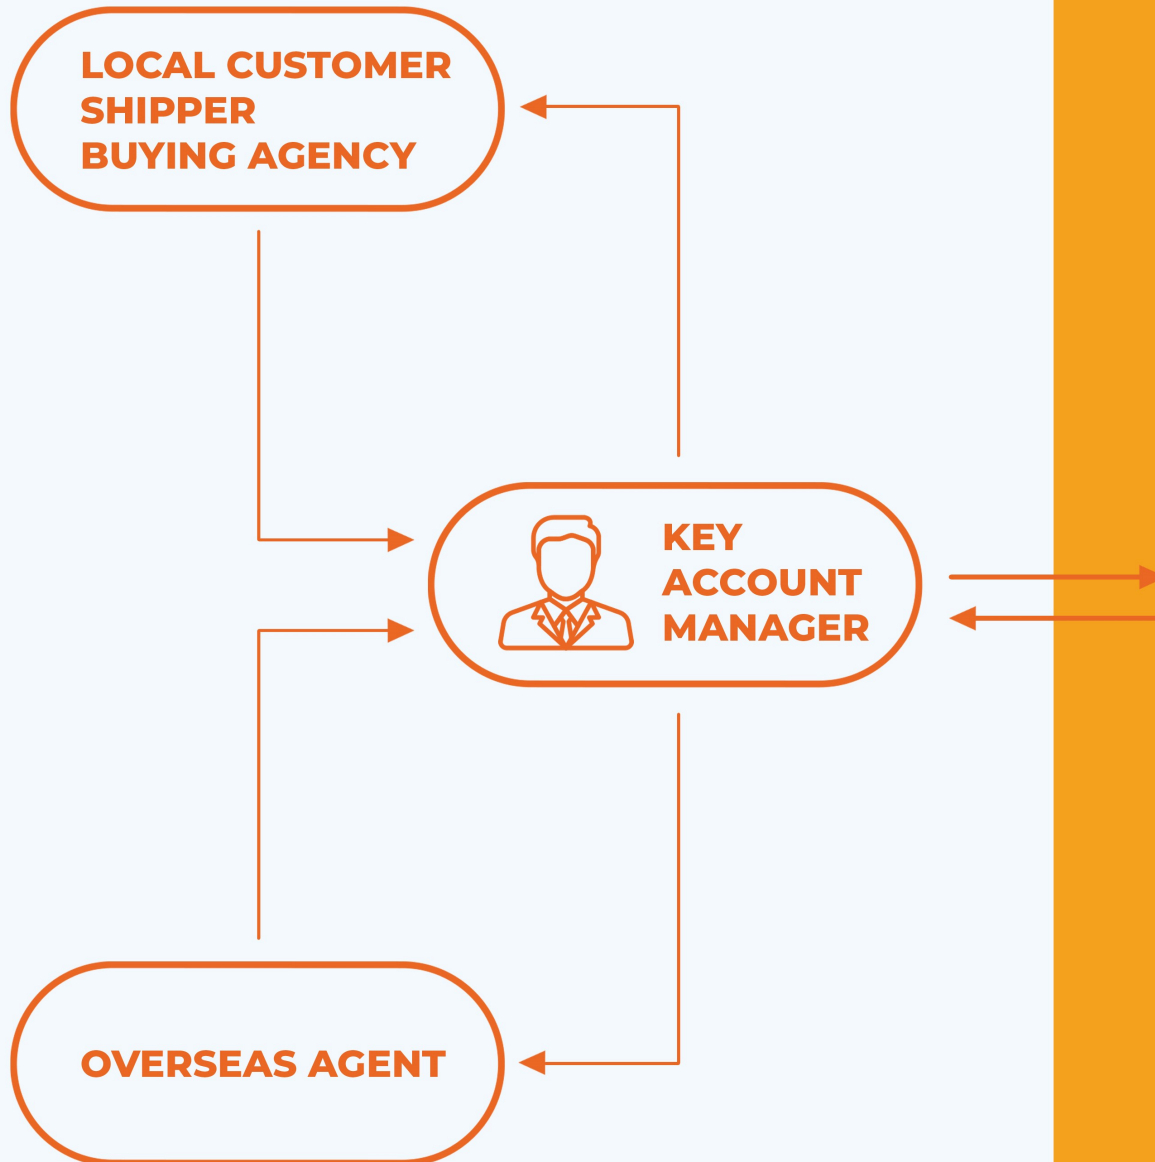 LOCAL CUSTOMER
SHIPPER
BUYING AGENCY
KEY
ACCOUNT
MANAGER
OVERSEAS AGENT